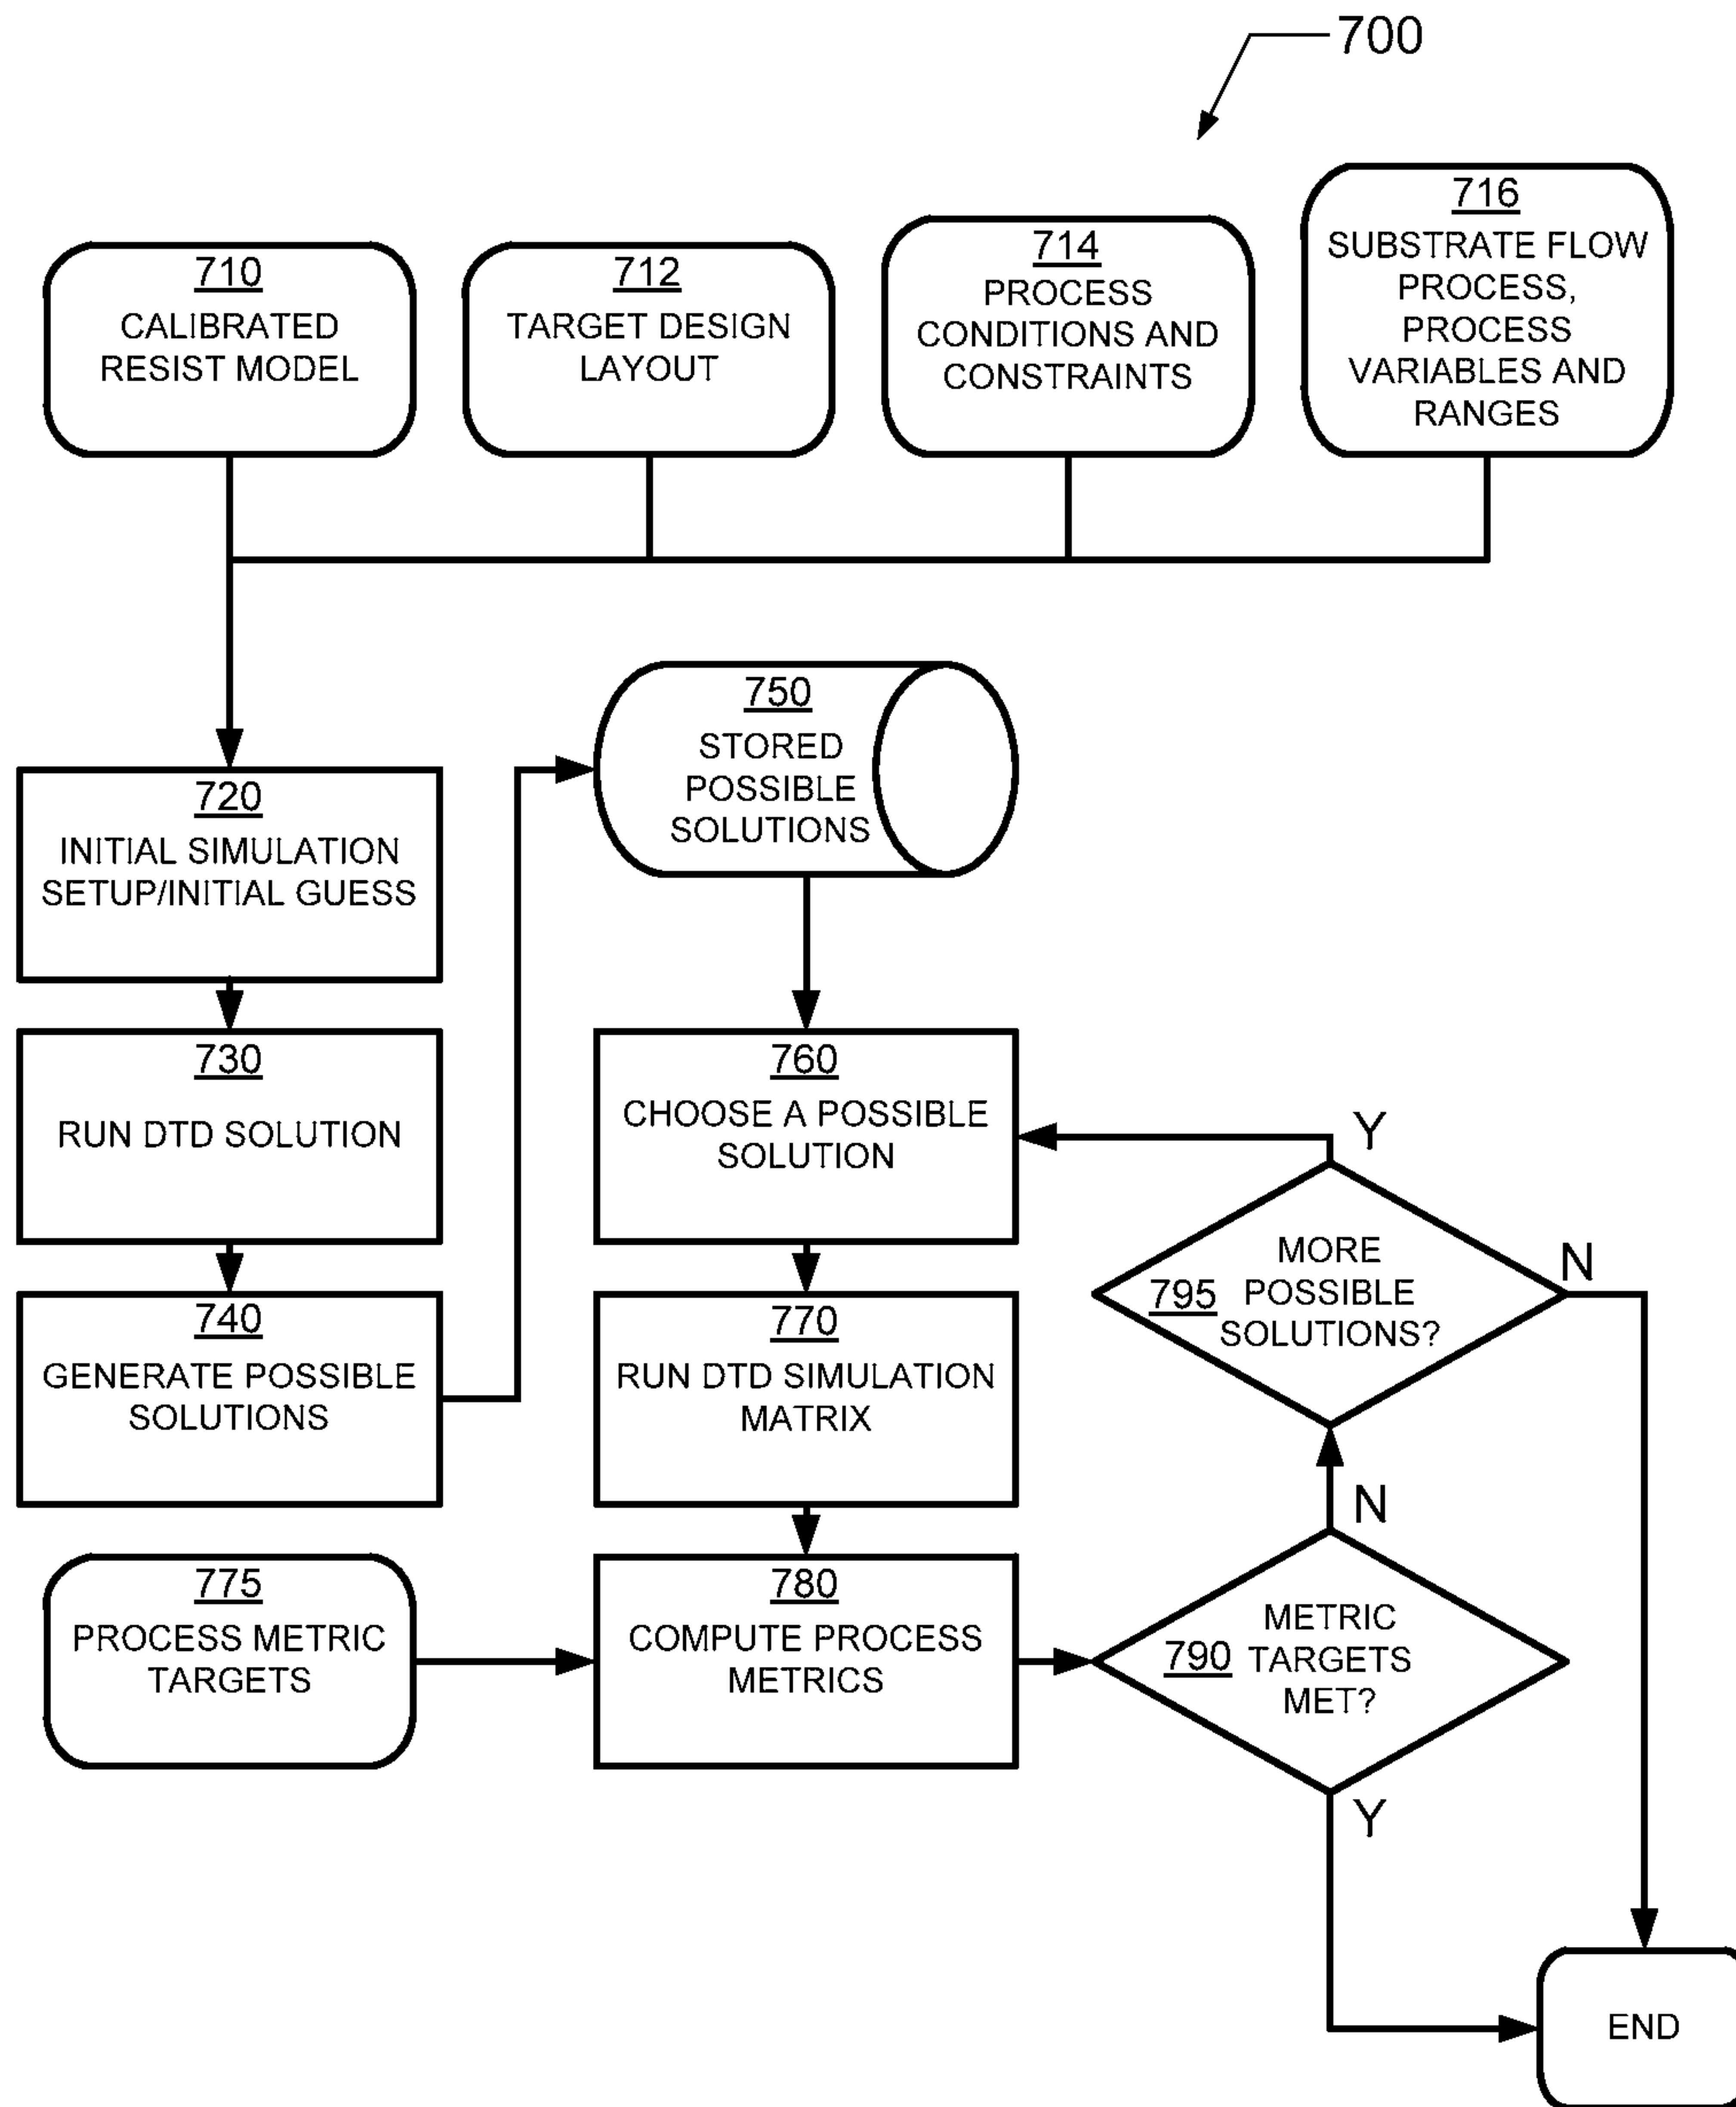 700
710
CALIBRATED
RESIST MODEL
712
TARGET DESIGN
LAYOUT
714
PROCESS
CONDITIONS AND
CONSTRAINTS
716
SUBSTRATE FLOW
PROCESS,
PROCESS
VARIABLES AND
RANGES
720
INITIAL SIMULATION
SETUP/INITIAL GUESS
730
RUN DTD SOLUTION
740
GENERATE POSSIBLE
SOLUTIONS
750
STORED
POSSIBLE
SOLUTIONS
760
CHOOSE A POSSIBLE
SOLUTION
770
RUN DTD SIMULATION
MATRIX
775
PROCESS METRIC
TARGETS
780
COMPUTE PROCESS
METRICS
790
METRIC
TARGETS
MET?
N
Y
795
MORE
POSSIBLE
SOLUTIONS?
Y
N
END